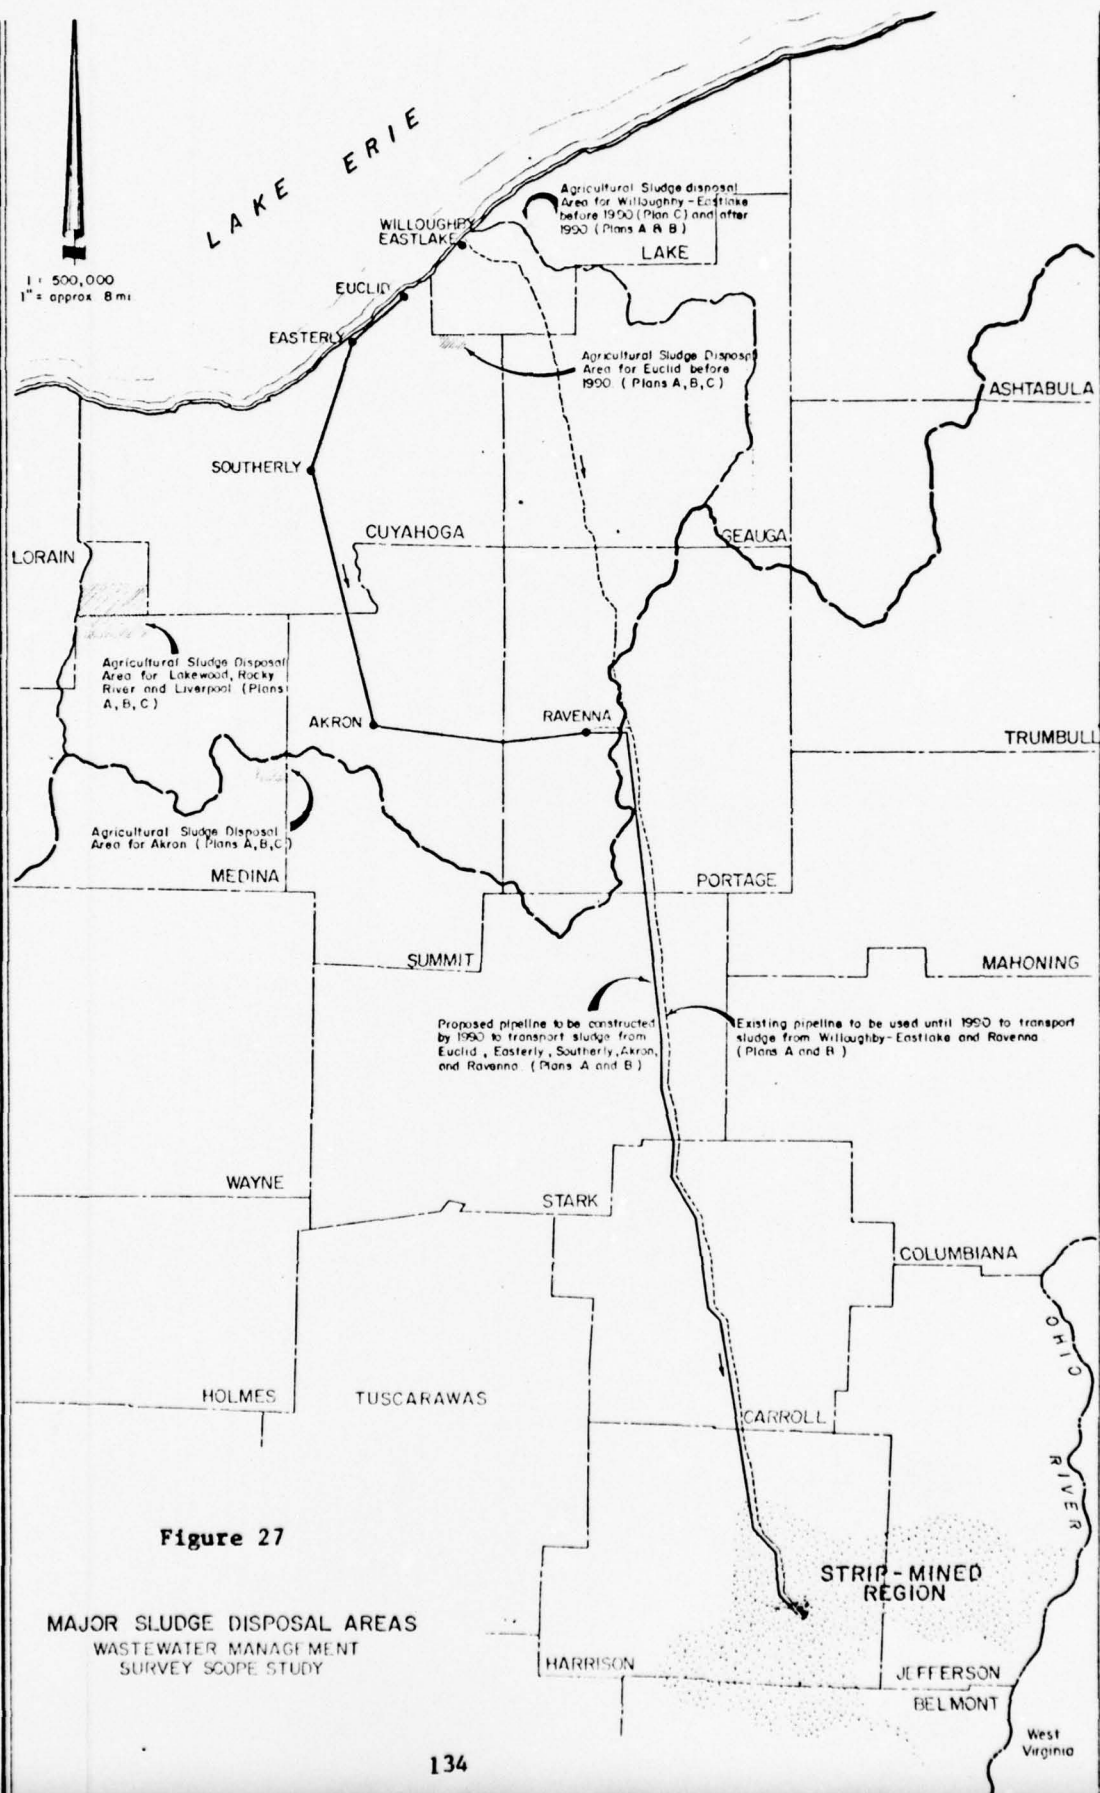 LAKE ERIE
1 : 500,000
1" = approx. 8 mi.
Agricultural Sludge disposal
Area for Willoughby - Eastlake
before 1990 (Plan C) and after
1990 (Plans A & B)
WILLOUGHBY
EASTLAKE
LAKE
EUCLID
EASTERLY
Agricultural Sludge Disposal
Area for Euclid before
1990. (Plans A, B, C)
ASHTABULA
SOUTHERLY
CUYAHOGA
GEAUGA
LORAIN
Agricultural Sludge Disposal
Area for Lakewood, Rocky
River and Liverpool (Plans
A, B, C)
AKRON
RAVENNA
TRUMBULL
Agricultural Sludge Disposal
Area for Akron (Plans A, B, C)
MEDINA
PORTAGE
SUMMIT
MAHONING
Proposed pipeline to be constructed
by 1990 to transport sludge from
Euclid, Easterly, Southerly, Akron,
and Ravenna. (Plans A and B)
Existing pipeline to be used until 1990 to transport
sludge from Willoughby-Eastlake and Ravenna
(Plans A and B)
WAYNE
STARK
COLUMBIANA
OHIO
RIVER
HOLMES
TUSCARAWAS
CARROLL
Figure 27
STRIP-MINED
REGION
MAJOR SLUDGE DISPOSAL AREAS
WASTEWATER MANAGEMENT
SURVEY SCOPE STUDY
HARRISON
JEFFERSON
BELMONT
West
Virginia
134